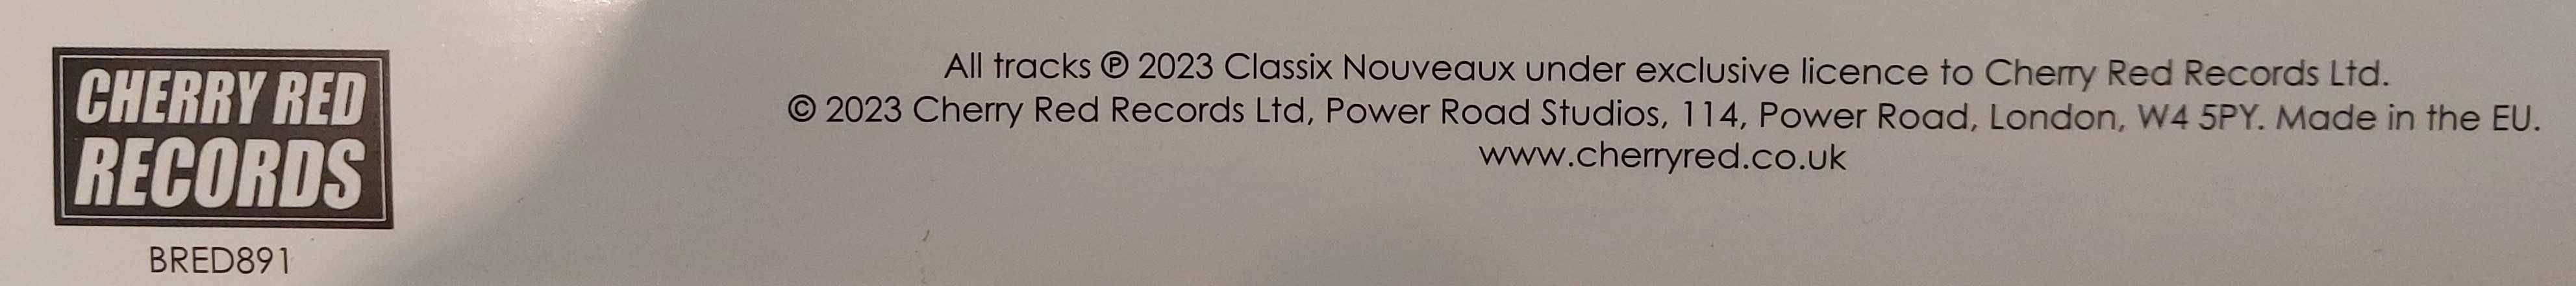 CHERRY RED
RECORDS
BRED891
All tracks ℗ 2023 Classix Nouveaux under exclusive licence to Cherry Red Records Ltd.
© 2023 Cherry Red Records Ltd, Power Road Studios, 114, Power Road, London, W4 5PY. Made in the EU.
www.cherryred.co.uk